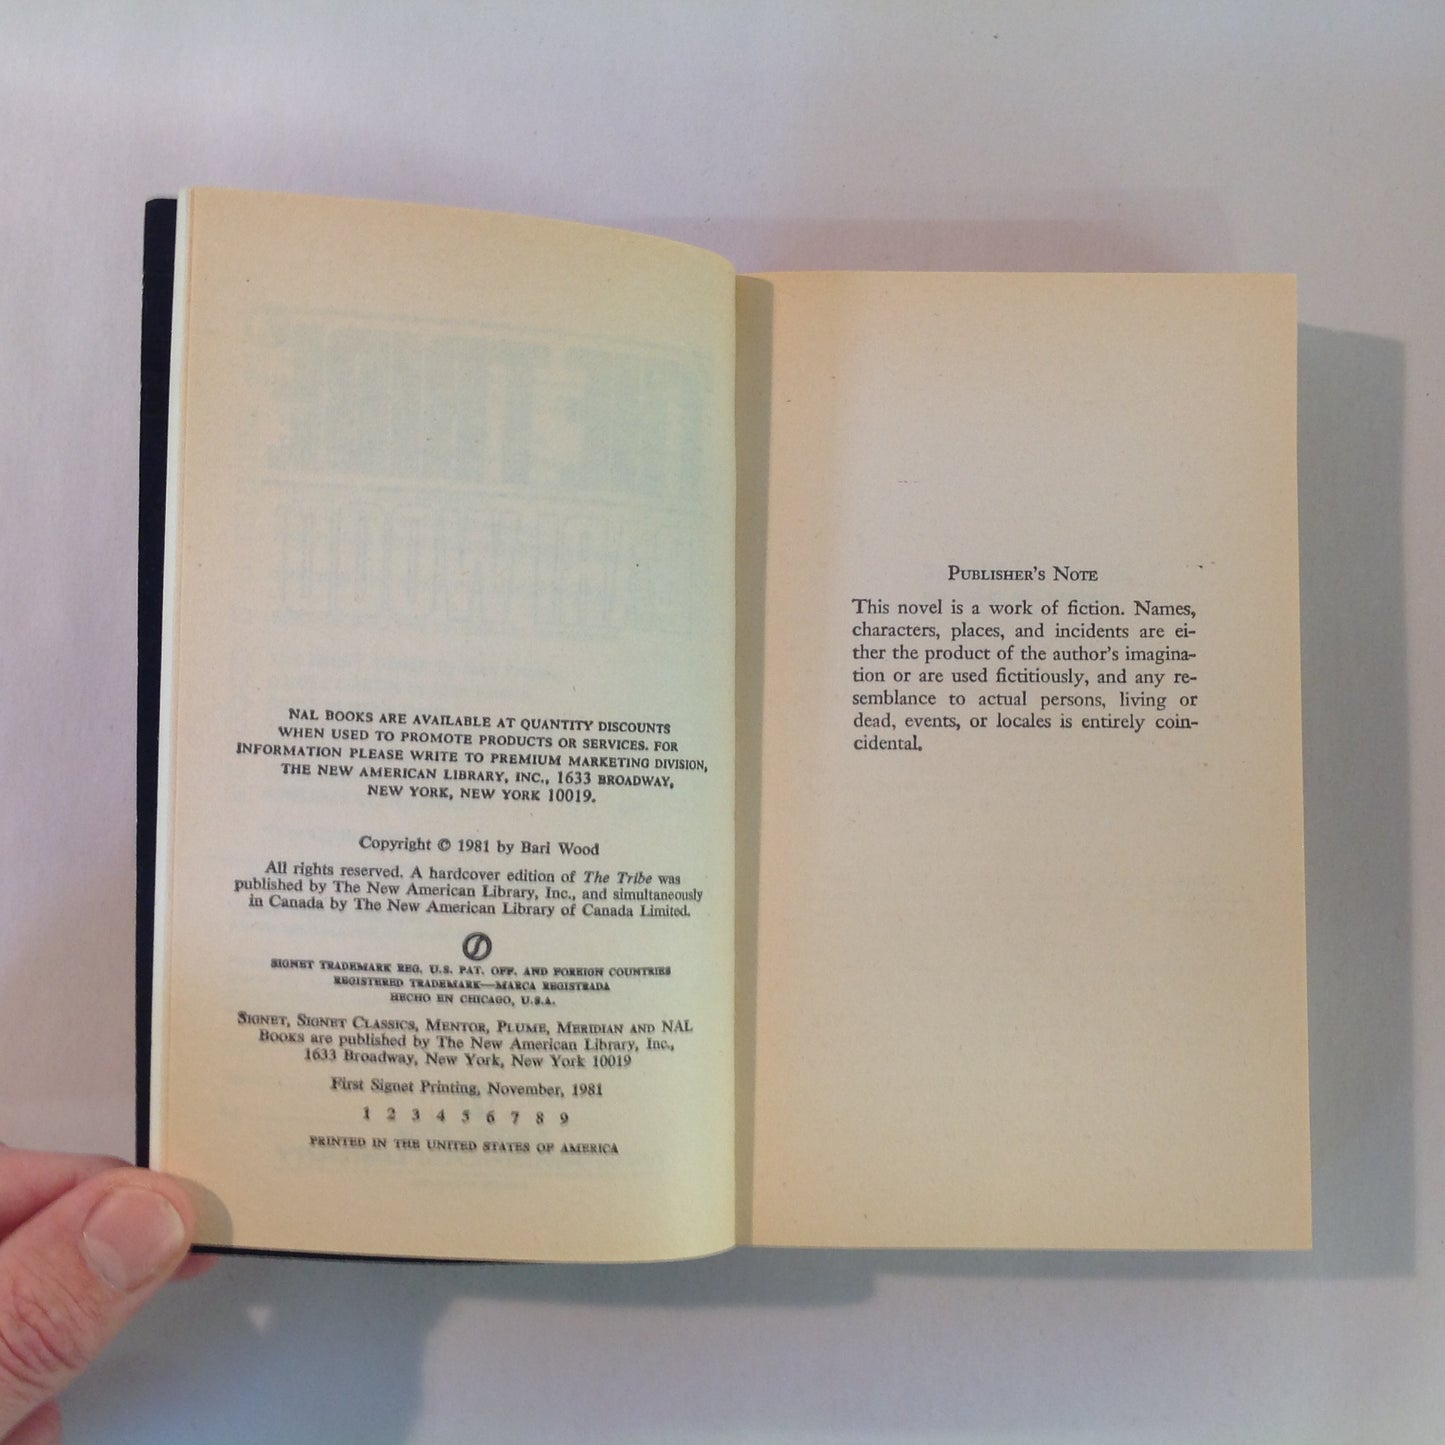 NAL BOOKS ARE AVAILABLE AT QUANTITY DISCOUNTS
WHEN USED TO PROMOTE PRODUCTS OR SERVICES. FOR
INFORMATION PLEASE WRITE TO PREMIUM MARKETING DIVISION,
THE NEW AMERICAN LIBRARY, INC., 1633 BROADWAY,
NEW YORK, NEW YORK 10019.
Copyright © 1981 by Bari Wood
All rights reserved. A hardcover edition of The Tribe was
published by The New American Library, Inc., and simultaneously
in Canada by The New American Library of Canada Limited.
SIGNET TRADEMARK REG. U.S. PAT. OFF. AND FOREIGN COUNTRIES
REGISTERED TRADEMARK—MARCA REGISTRADA
HECHO EN CHICAGO, U.S.A.
SIGNET, SIGNET CLASSICS, MENTOR, PLUME, MERIDIAN AND NAL
BOOKS are published by The New American Library, Inc.,
1633 Broadway, New York, New York 10019
First Signet Printing, November, 1981
1 2 3 4 5 6 7 8 9
PRINTED IN THE UNITED STATES OF AMERICA
PUBLISHER'S NOTE
This novel is a work of fiction. Names,
characters, places, and incidents are ei-
ther the product of the author's imagina-
tion or are used fictitiously, and any re-
semblance to actual persons, living or
dead, events, or locales is entirely coin-
cidental.